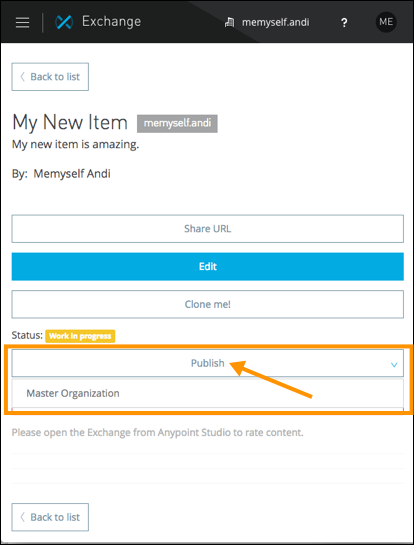 Exchange memyself.andi ? ME
Back to list
My New Item memyself.andi
My new item is amazing.
By: Memyself Andi
Share URL
Edit
Clone me!
Status: Work in progress
Publish
Master Organization
Please open the Exchange from Anypoint Studio to rate content.
Back to list